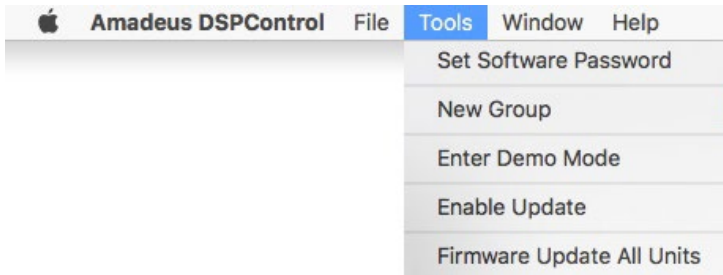 Amadeus DSPControl File Tools Window Help
Set Software Password
New Group
Enter Demo Mode
Enable Update
Firmware Update All Units